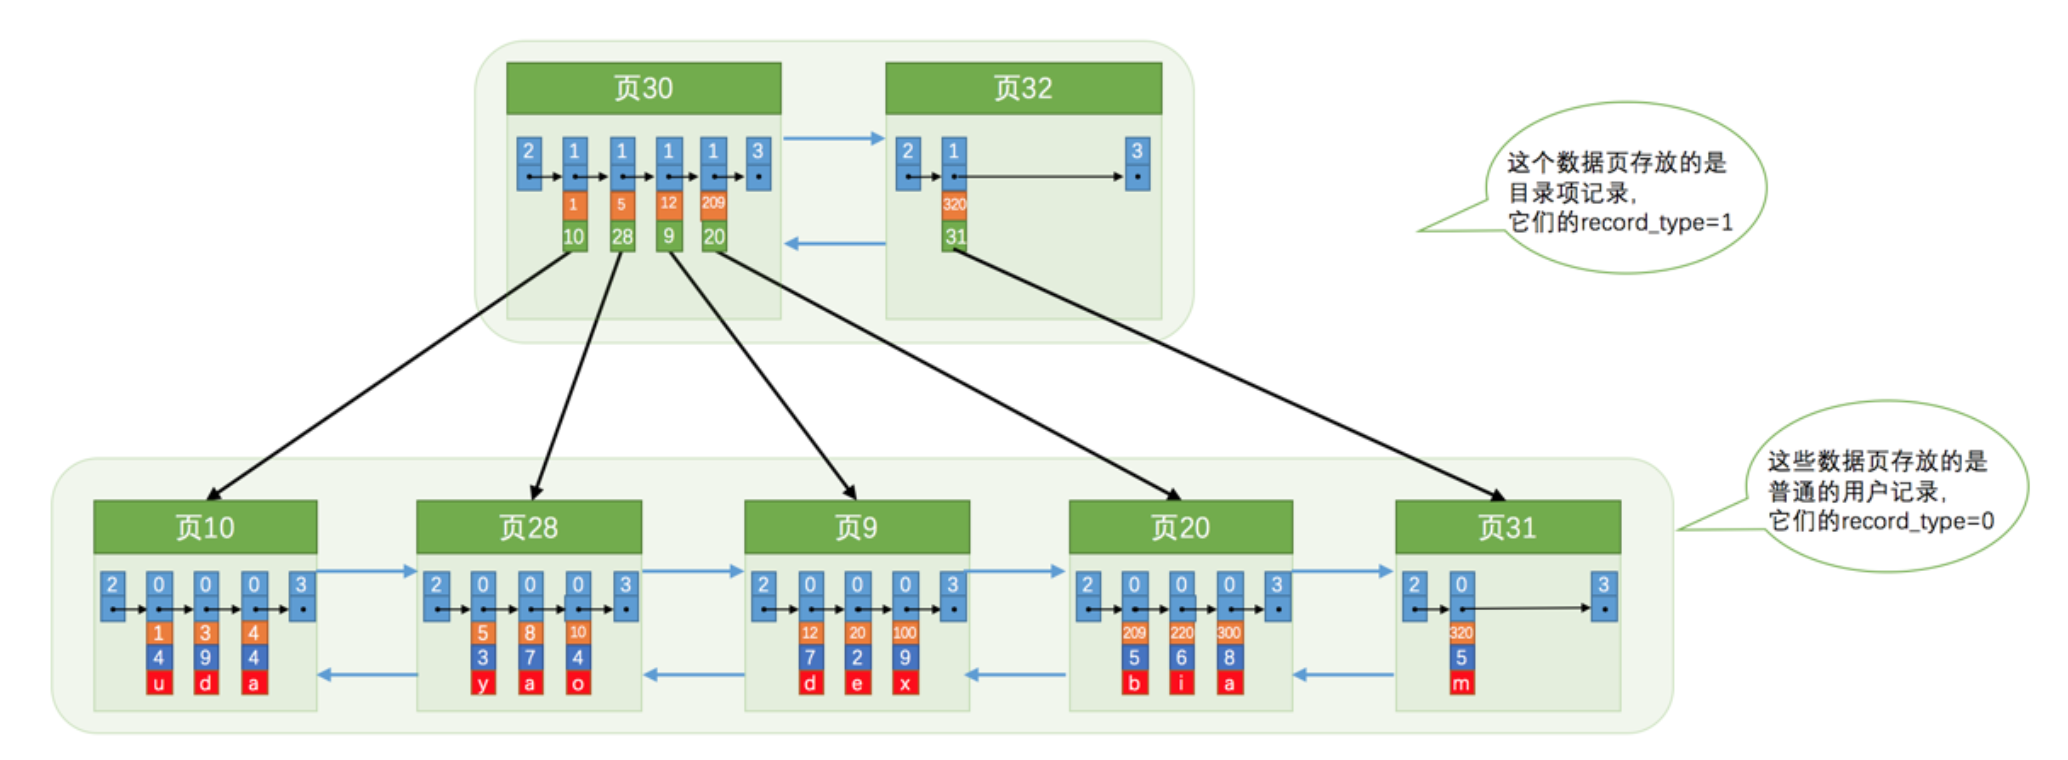 页30
页32
2 1 1 1 1 3
2 1 3
1 5 12 209
320
10 28 9 20
31
这个数据页存放的是
目录项记录,
它们的record_type=1
这些数据页存放的是
普通的用户记录,
它们的record_type=0
页10
页28
页9
页20
页31
2 0 0 0 3
2 0 0 0 3
2 0 0 0 3
2 0 0 0 3
2 0 3
1 3 4
5 8 10
12 20 100
209 220 300
320
4 9 4
3 7 4
7 2 9
5 6 8
5
u d a
y a o
d e x
b i a
m